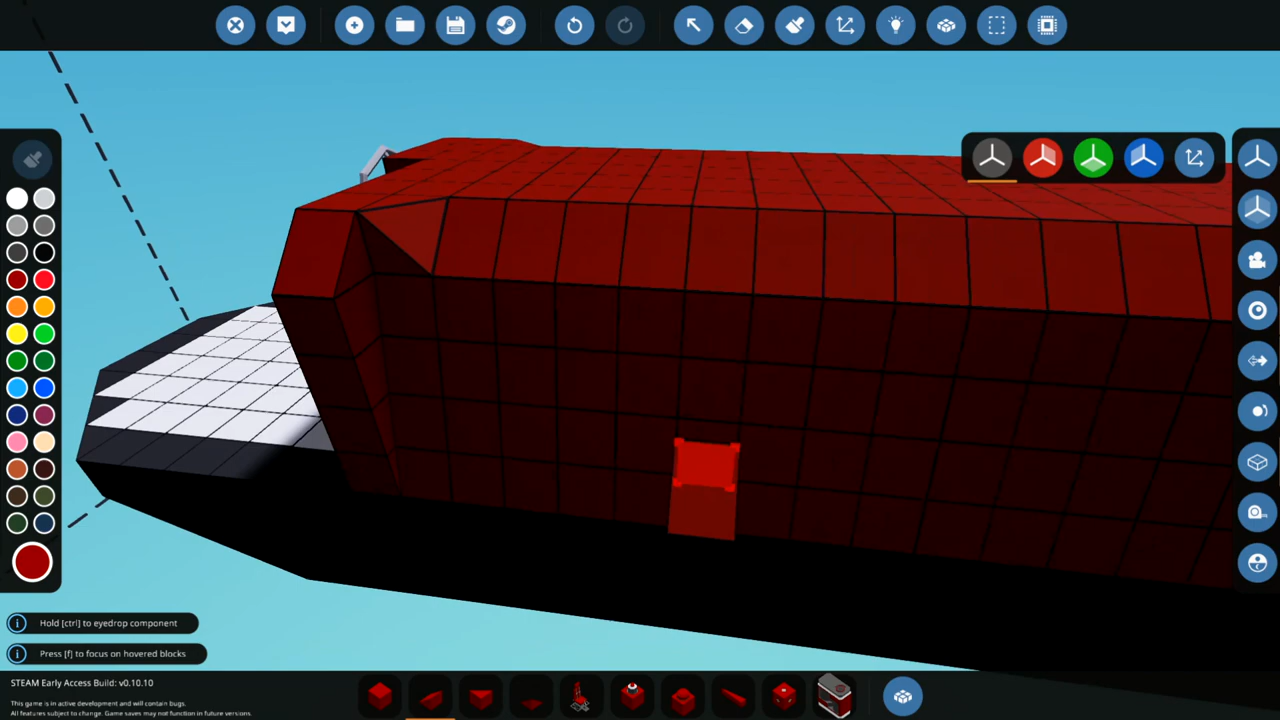 Hold [ctrl] to eyedrop component
Press [f] to focus on hovered blocks
STEAM Early Access Build: v0.10.10
This game is in active development and will contain bugs.
All features subject to change. Game saves may not function in future versions.